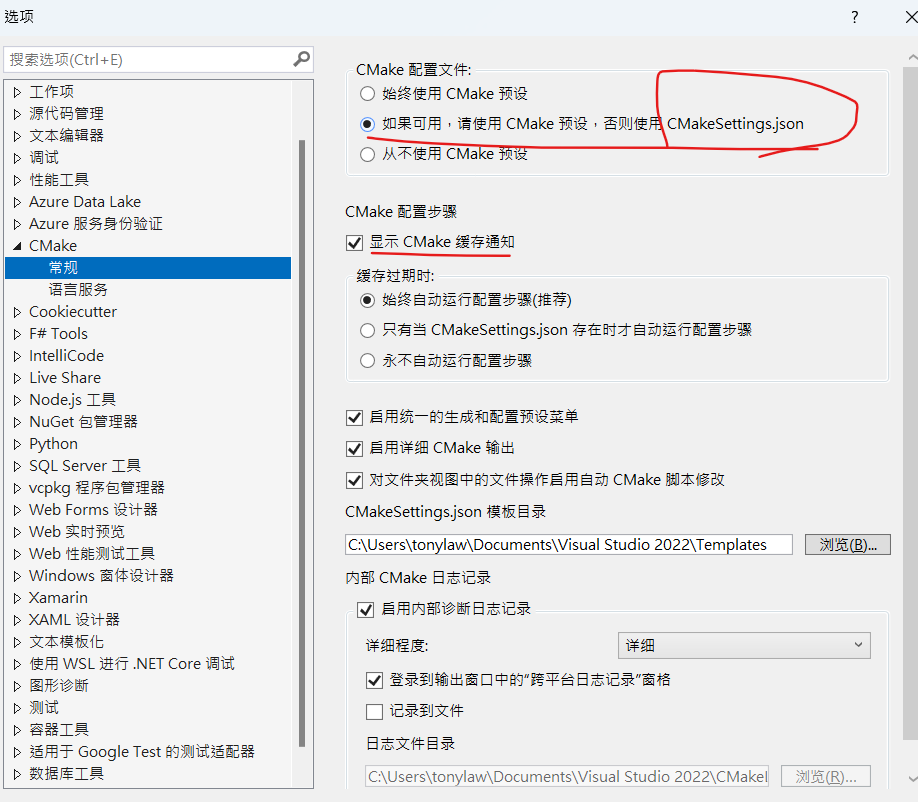 选项
?
搜索选项(Ctrl+E)
工作项
源代码管理
文本编辑器
调试
性能工具
Azure Data Lake
Azure 服务身份验证
CMake
常规
语言服务
Cookiecutter
F# Tools
IntelliCode
Live Share
Node.js 工具
NuGet 包管理器
Python
SQL Server 工具
vcpkg 程序包管理器
Web Forms 设计器
Web 实时预览
Web 性能测试工具
Windows 窗体设计器
Xamarin
XAML 设计器
文本模板化
使用 WSL 进行 .NET Core 调试
图形诊断
测试
容器工具
适用于 Google Test 的测试适配器
数据库工具
CMake 配置文件:
始终使用 CMake 预设
如果可用，请使用 CMake 预设，否则使用 CMakeSettings.json
从不使用 CMake 预设
CMake 配置步骤
显示 CMake 缓存通知
缓存过期时:
始终自动运行配置步骤(推荐)
只有当 CMakeSettings.json 存在时才自动运行配置步骤
永不自动运行配置步骤
启用统一的生成和配置预设菜单
启用详细 CMake 输出
对文件夹视图中的文件操作启用自动 CMake 脚本修改
CMakeSettings.json 模板目录
C:\Users\tonylaw\Documents\Visual Studio 2022\Templates
浏览(B)...
内部 CMake 日志记录
启用内部诊断日志记录
详细程度:
详细
登录到输出窗口中的“跨平台日志记录”窗格
记录到文件
日志文件目录
C:\Users\tonylaw\Documents\Visual Studio 2022\CMakeI
浏览(R)...